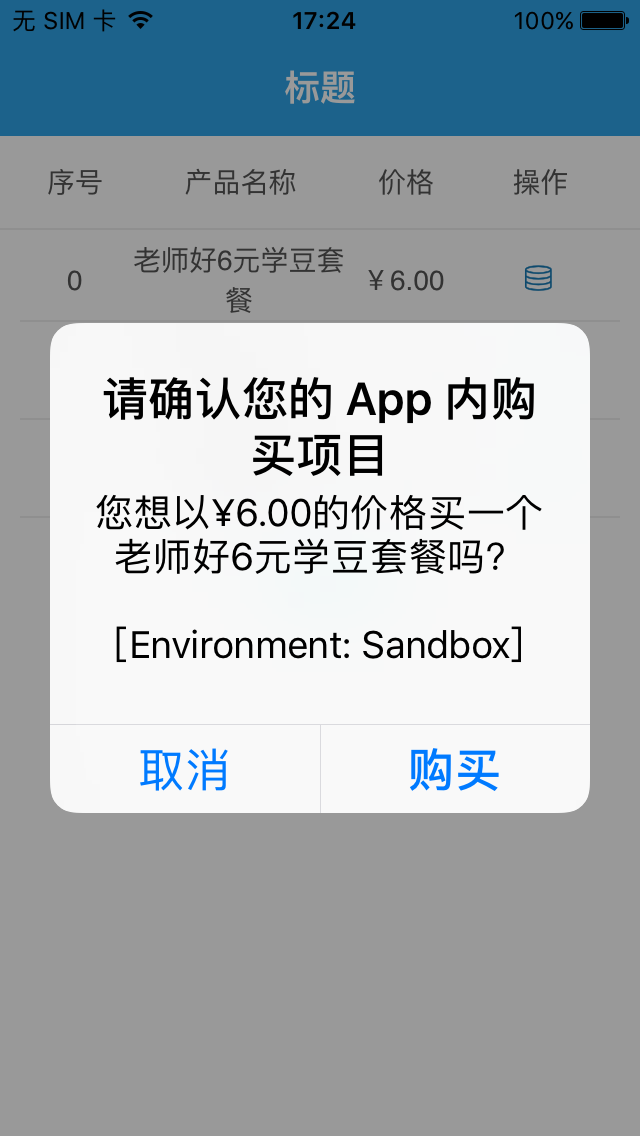 无 SIM 卡 17:24 100%
标题
序号 产品名称 价格 操作
老师好6元学豆套
0 ￥6.00
餐
请确认您的 App 内购
买项目
您想以¥6.00的价格买一个
老师好6元学豆套餐吗？
［Environment: Sandbox］
取消 购买